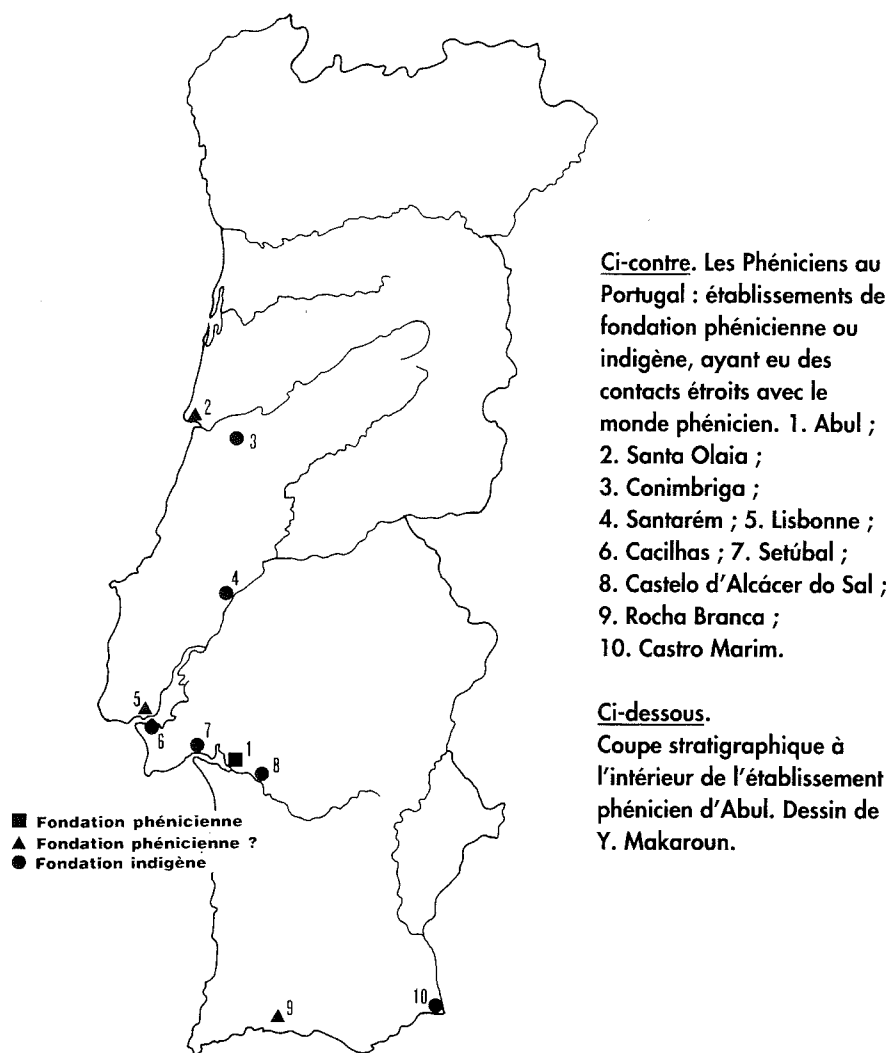 Ci-contre. Les Phéniciens au
Portugal : établissements de
fondation phénicienne ou
indigène, ayant eu des
contacts étroits avec le
monde phénicien. 1. Abul ;
2. Santa Olaia ;
3. Conimbriga ;
4. Santarém ; 5. Lisbonne ;
6. Cacilhas ; 7. Setúbal ;
8. Castelo d'Alcácer do Sal ;
9. Rocha Branca ;
10. Castro Marim.
Ci-dessous.
Coupe stratigraphique à
l'intérieur de l'établissement
phénicien d'Abul. Dessin de
Y. Makaroun.
2
3
4
5
6
7
1
8
9
10
Fondation phénicienne
Fondation phénicienne ?
Fondation indigène